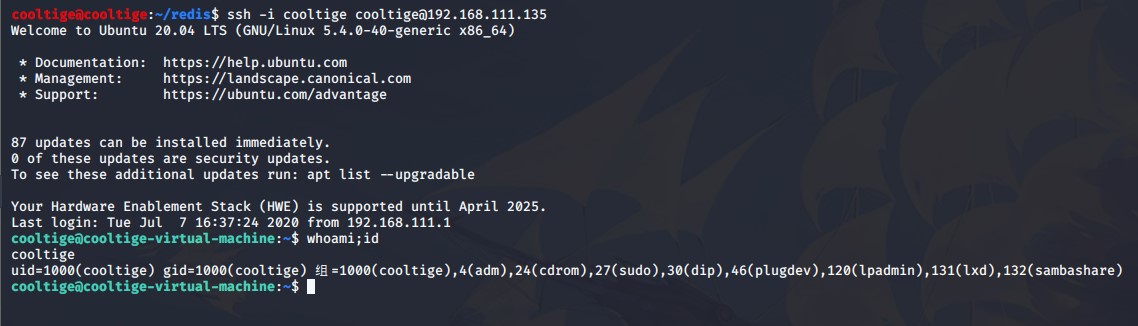 cooltige@cooltige:~/redis$ ssh -i cooltige cooltige@192.168.111.135
Welcome to Ubuntu 20.04 LTS (GNU/Linux 5.4.0-40-generic x86_64)
* Documentation:  https://help.ubuntu.com
* Management:     https://landscape.canonical.com
* Support:        https://ubuntu.com/advantage
87 updates can be installed immediately.
0 of these updates are security updates.
To see these additional updates run: apt list --upgradable
Your Hardware Enablement Stack (HWE) is supported until April 2025.
Last login: Tue Jul  7 16:37:24 2020 from 192.168.111.1
cooltige@cooltige-virtual-machine:~$ whoami;id
cooltige
uid=1000(cooltige) gid=1000(cooltige) 组=1000(cooltige),4(adm),24(cdrom),27(sudo),30(dip),46(plugdev),120(lpadmin),131(lxd),132(sambashare)
cooltige@cooltige-virtual-machine:~$